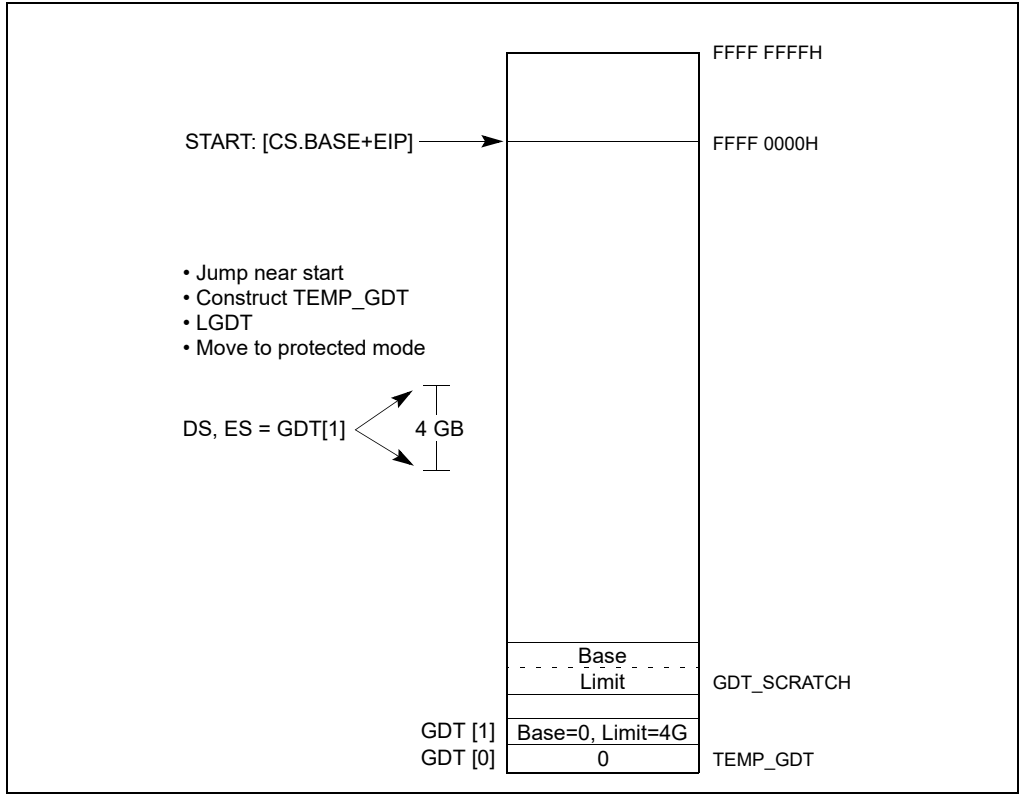 FFFF FFFFH
START: [CS.BASE+EIP]
FFFF 0000H
• Jump near start
• Construct TEMP_GDT
• LGDT
• Move to protected mode
DS, ES = GDT[1]
4 GB
Base
Limit
GDT_SCRATCH
GDT [1]
Base=0, Limit=4G
GDT [0]
0
TEMP_GDT